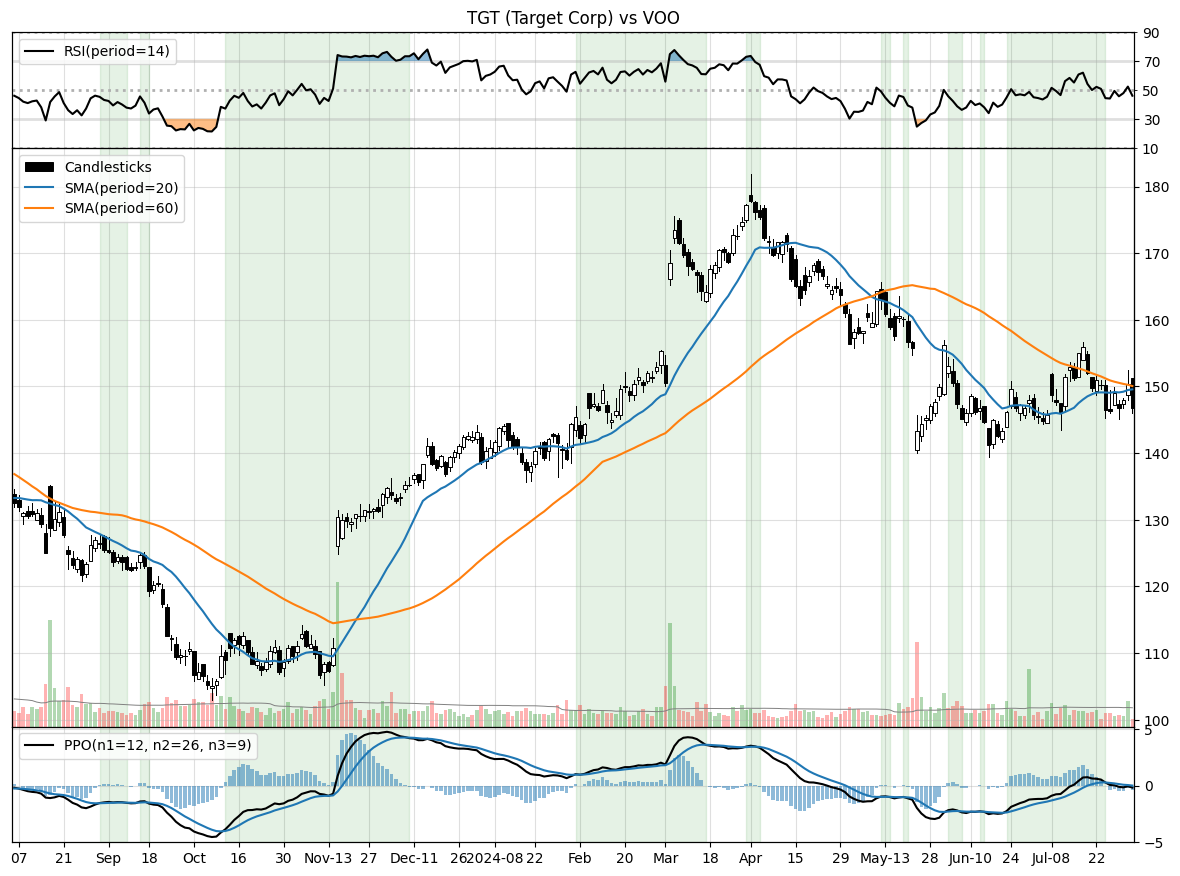 TGT (Target Corp) vs VOO
RSI(period=14)
90
70
50
30
10
Candlesticks
SMA(period=20)
SMA(period=60)
180
170
160
150
140
130
120
110
100
PPO(n1=12, n2=26, n3=9)
5
0
−5
07 21 Sep 18 Oct 16 30 Nov-13 27 Dec-11 26 2024-08 22 Feb 20 Mar 18 Apr 15 29 May-13 28 Jun-10 24 Jul-08 22